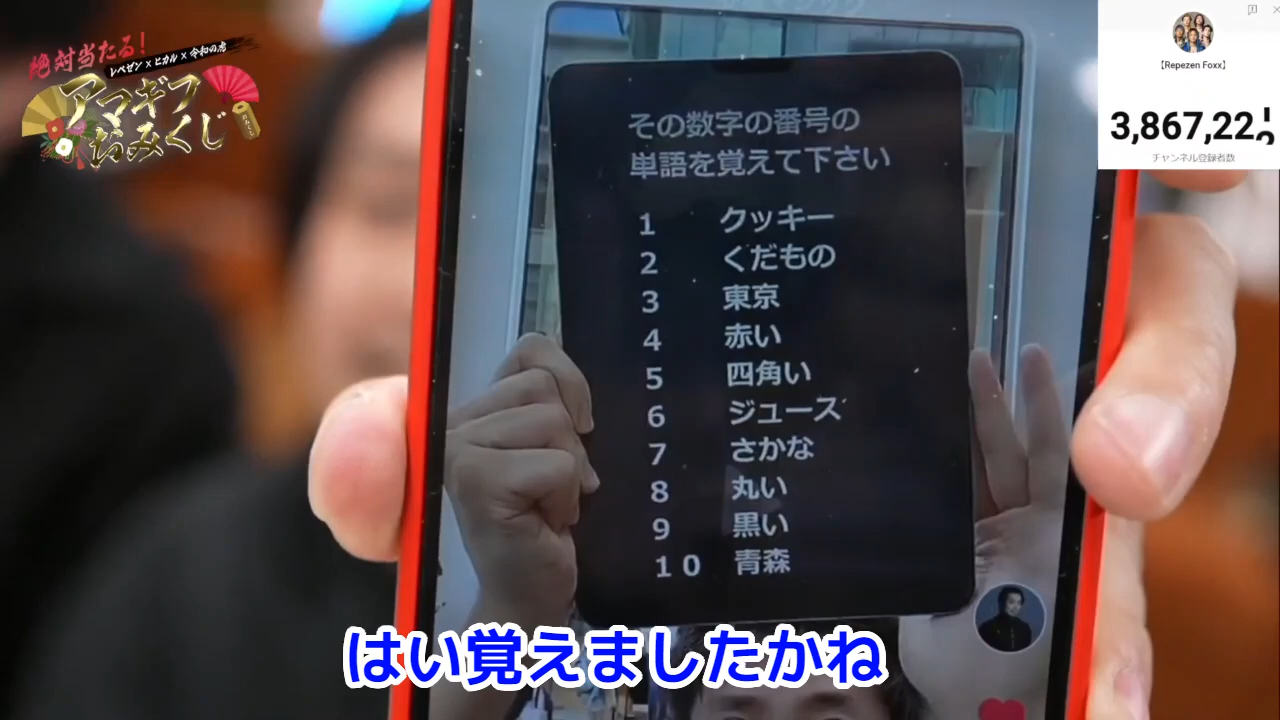 絶対当たる!
レペゼン×ヒカル×令和の虎
アマギフ
おみくじ
【Repezen Foxx】
3,867,22
チャンネル登録者数
その数字の番号の
単語を覚えて下さい
1 クッキー
2 くだもの
3 東京
4 赤い
5 四角い
6 ジュース
7 さかな
8 丸い
9 黒い
10 青森
はい覚えましたかね